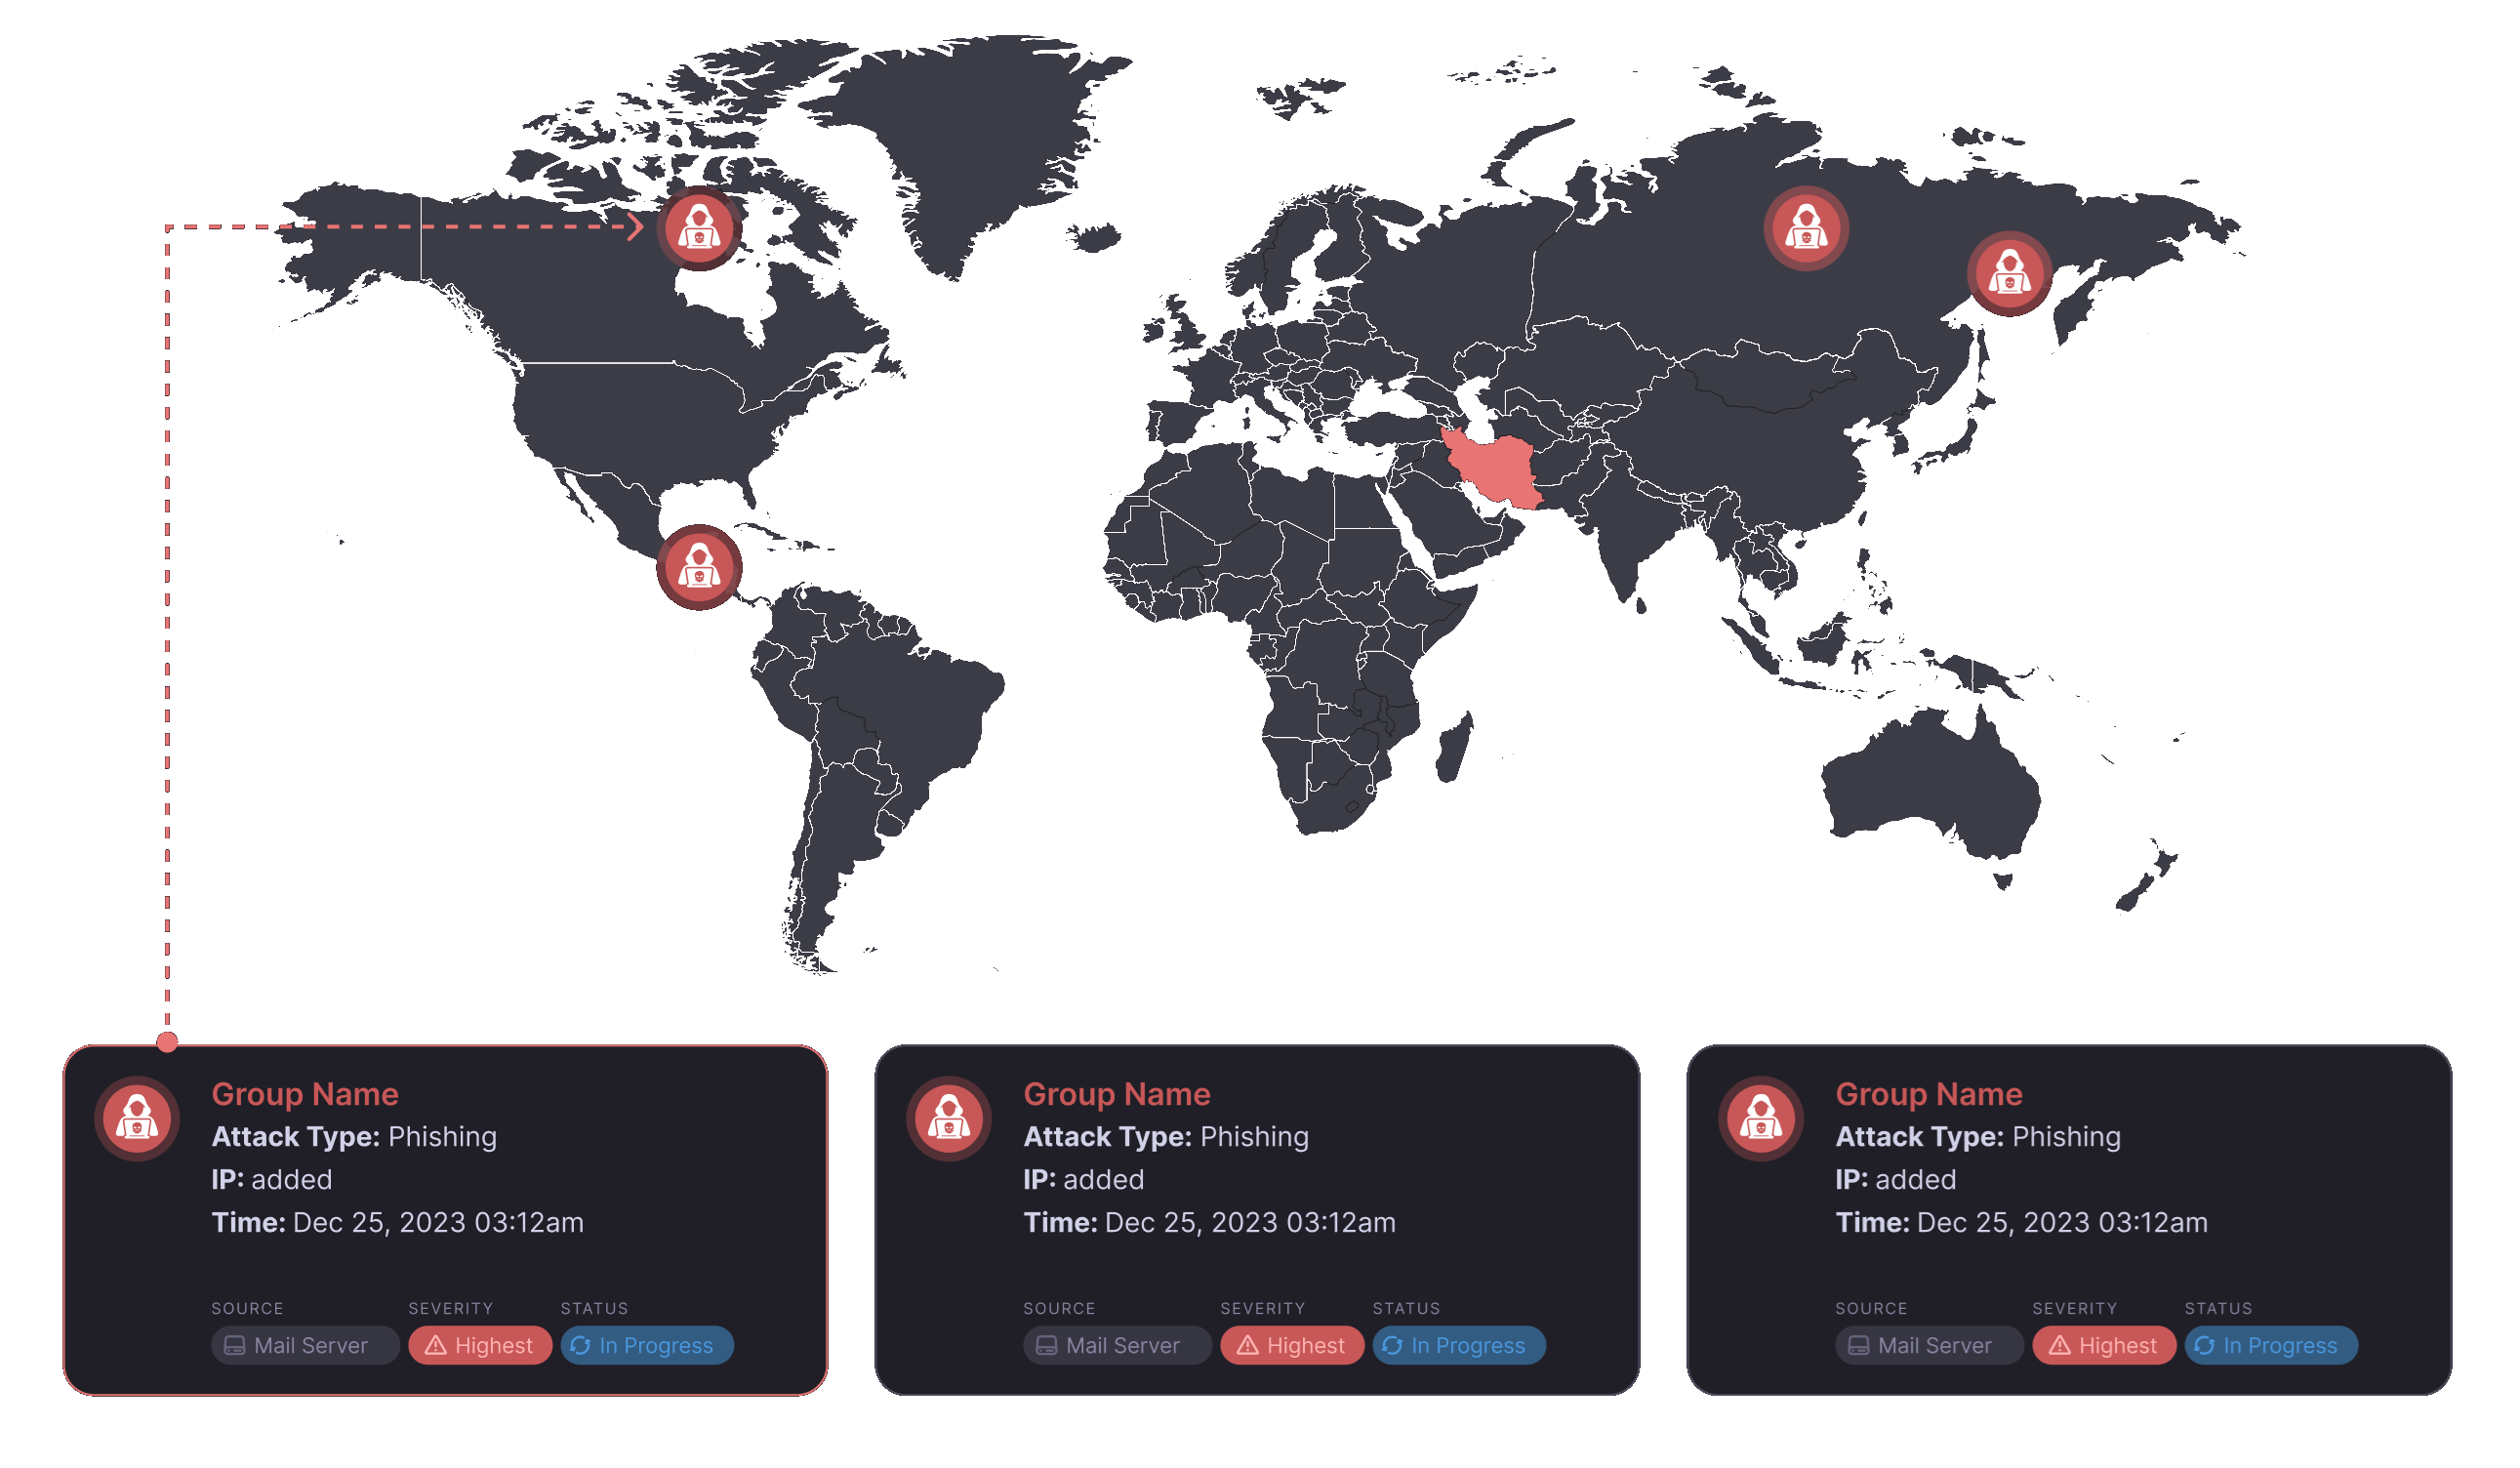 Group Name
Attack Type: Phishing
IP: added
Time: Dec 25, 2023 03:12am
SOURCE SEVERITY STATUS
Mail Server Highest In Progress
Group Name
Attack Type: Phishing
IP: added
Time: Dec 25, 2023 03:12am
SOURCE SEVERITY STATUS
Mail Server Highest In Progress
Group Name
Attack Type: Phishing
IP: added
Time: Dec 25, 2023 03:12am
SOURCE SEVERITY STATUS
Mail Server Highest In Progress